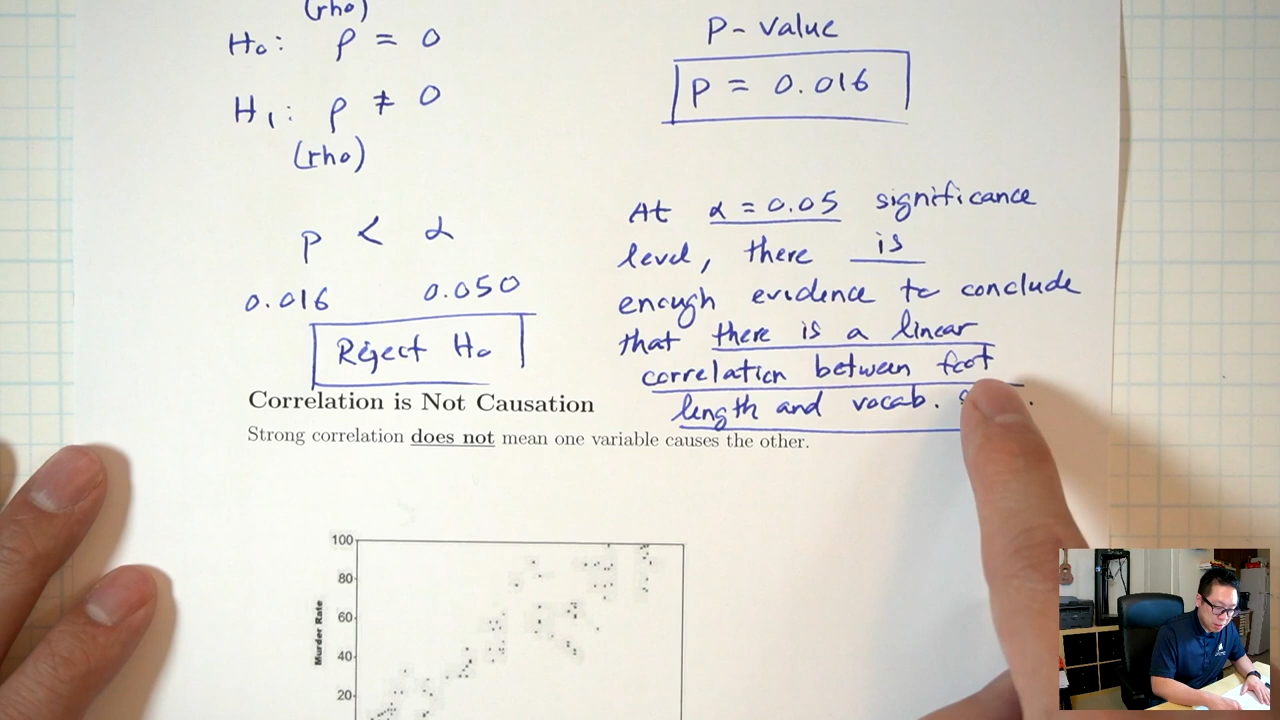 (rho)
H₀: ρ = 0
H₁: ρ ≠ 0
(rho)
p < α
0.016 0.050
Reject H₀
P-value
p = 0.016
At α = 0.05 significance
level, there is
enough evidence to conclude
that there is a linear
correlation between foot
length and vocab.
Correlation is Not Causation
Strong correlation does not mean one variable causes the other.
100
80
60
40
20
Murder Rate